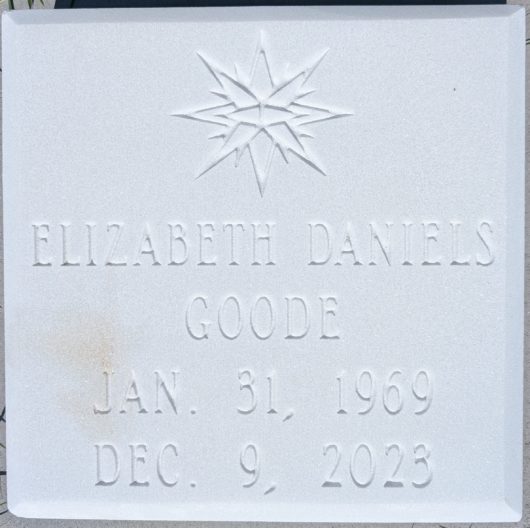 ELIZABETH DANIELS
GOODE
JAN. 31, 1969
DEC. 9, 2023